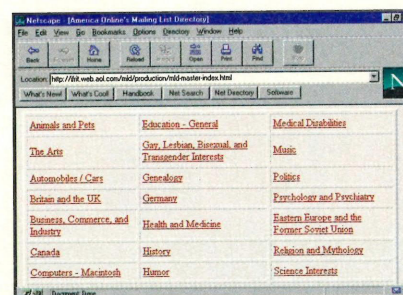 Netscape - [America Online's Mailing List Directory]
File Edit View Go Bookmarks Options Directory Window Help
Back Home Reload Open Print Find
Location: http://ilrit.web.aol.com/mld/production/mld-master-index.html
What's New! What's Cool! Handbook Net Search Net Directory Software
Animals and Pets Education - General Medical Disabilities
The Arts Gay, Lesbian, Bisexual, and Transgender Interests Music
Automobiles / Cars Genealogy Politics
Britain and the UK Germany Psychology and Psychiatry
Business, Commerce, and Industry Health and Medicine Eastern Europe and the Former Soviet Union
Canada History Religion and Mythology
Computers - Macintosh Humor Science Interests
Document: Done
N